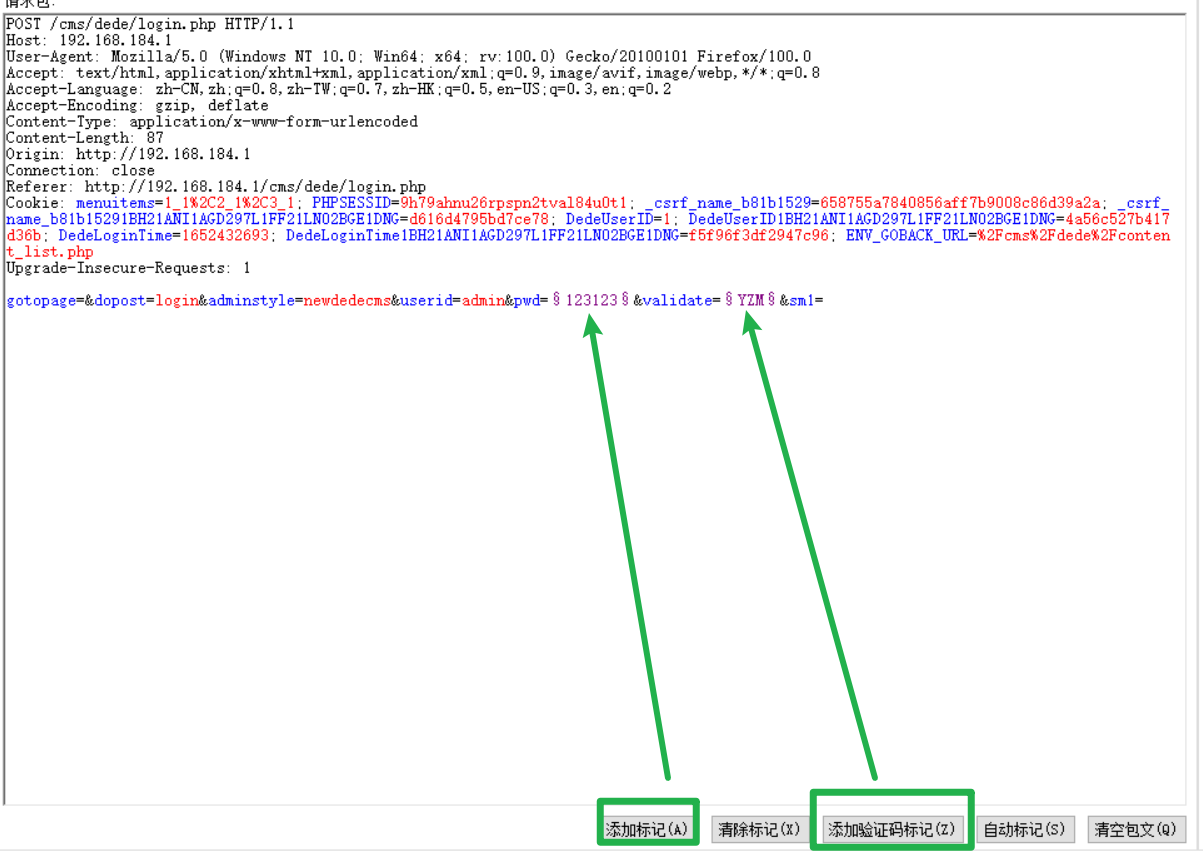 请求包:
POST /cms/dede/login.php HTTP/1.1
Host: 192.168.184.1
User-Agent: Mozilla/5.0 (Windows NT 10.0; Win64; x64; rv:100.0) Gecko/20100101 Firefox/100.0
Accept: text/html,application/xhtml+xml,application/xml;q=0.9,image/avif,image/webp,*/*;q=0.8
Accept-Language: zh-CN,zh;q=0.8,zh-TW;q=0.7,zh-HK;q=0.5,en-US;q=0.3,en;q=0.2
Accept-Encoding: gzip, deflate
Content-Type: application/x-www-form-urlencoded
Content-Length: 87
Origin: http://192.168.184.1
Connection: close
Referer: http://192.168.184.1/cms/dede/login.php
Cookie: menuitems=1_1%2C2_1%2C3_1; PHPSESSID=9h79ahnu26rpspn2tval84u0t1; _csrf_name_b81b1529=658755a7840856aff7b9008c86d39a2a; _csrf_
name_b81b15291BH21ANI1AGD297L1FF21LN02BGE1DNG=d616d4795bd7ce78; DedeUserID=1; DedeUserID1BH21ANI1AGD297L1FF21LN02BGE1DNG=4a56c527b417
d36b; DedeLoginTime=1652432693; DedeLoginTime1BH21ANI1AGD297L1FF21LN02BGE1DNG=f5f96f3df2947c96; ENV_GOBACK_URL=%2Fcms%2Fdede%2Fconten
t_list.php
Upgrade-Insecure-Requests: 1
gotopage=&dopost=login&adminstyle=newdedecms&userid=admin&pwd=§123123§&validate=§YZM§&sm1=
添加标记(A) 清除标记(X) 添加验证码标记(Z) 自动标记(S) 清空包文(Q)